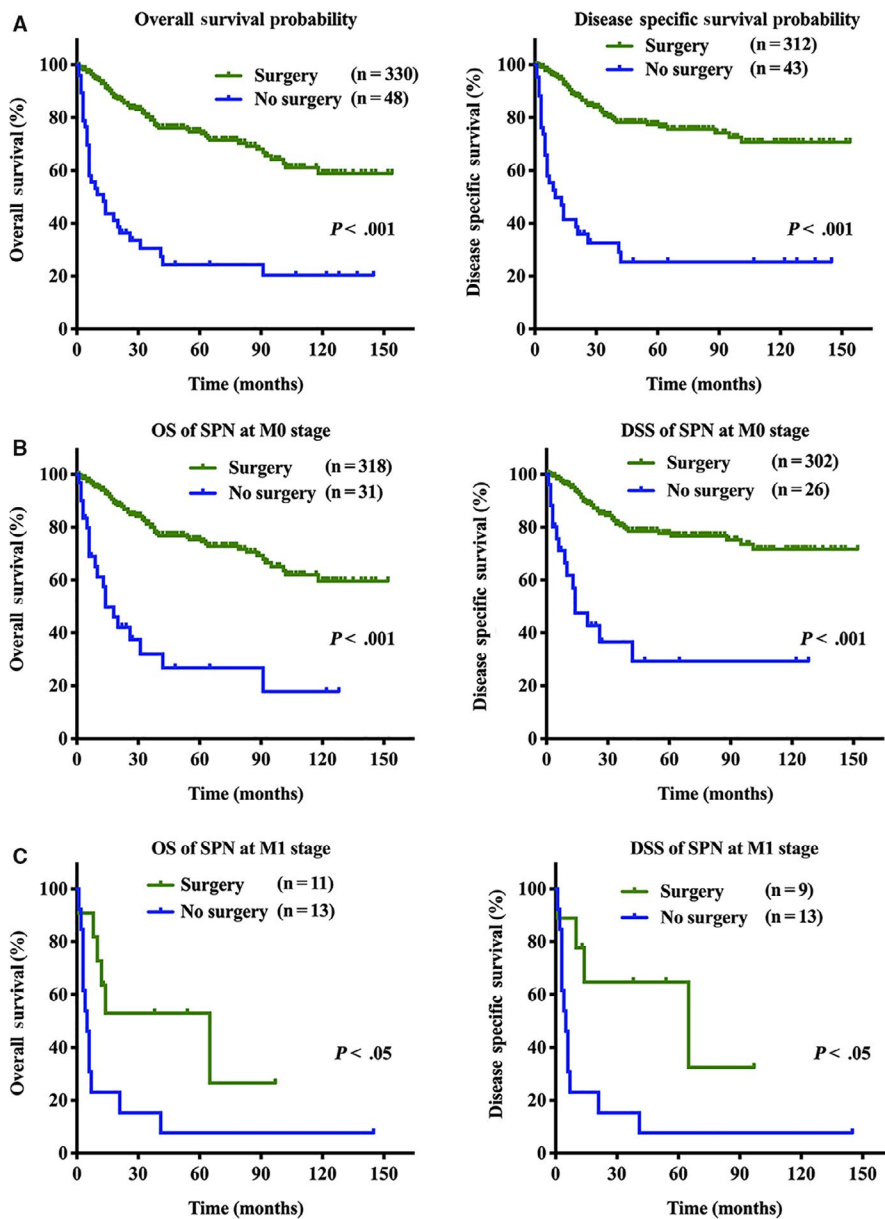 A
Overall survival probability
Surgery (n = 330)
No surgery (n = 48)
P < .001
Overall survival (%)
100
80
60
40
20
0
0 30 60 90 120 150
Time (months)
Disease specific survival probability
Surgery (n = 312)
No surgery (n = 43)
P < .001
Disease specific survival (%)
100
80
60
40
20
0
0 30 60 90 120 150
Time (months)
B
OS of SPN at M0 stage
Surgery (n = 318)
No surgery (n = 31)
P < .001
Overall survival (%)
100
80
60
40
20
0
0 30 60 90 120 150
Time (months)
DSS of SPN at M0 stage
Surgery (n = 302)
No surgery (n = 26)
P < .001
Disease specific survival (%)
100
80
60
40
20
0
0 30 60 90 120 150
Time (months)
C
OS of SPN at M1 stage
Surgery (n = 11)
No surgery (n = 13)
P < .05
Overall survival (%)
100
80
60
40
20
0
0 30 60 90 120 150
Time (months)
DSS of SPN at M1 stage
Surgery (n = 9)
No surgery (n = 13)
P < .05
Disease specific survival (%)
100
80
60
40
20
0
0 30 60 90 120 150
Time (months)